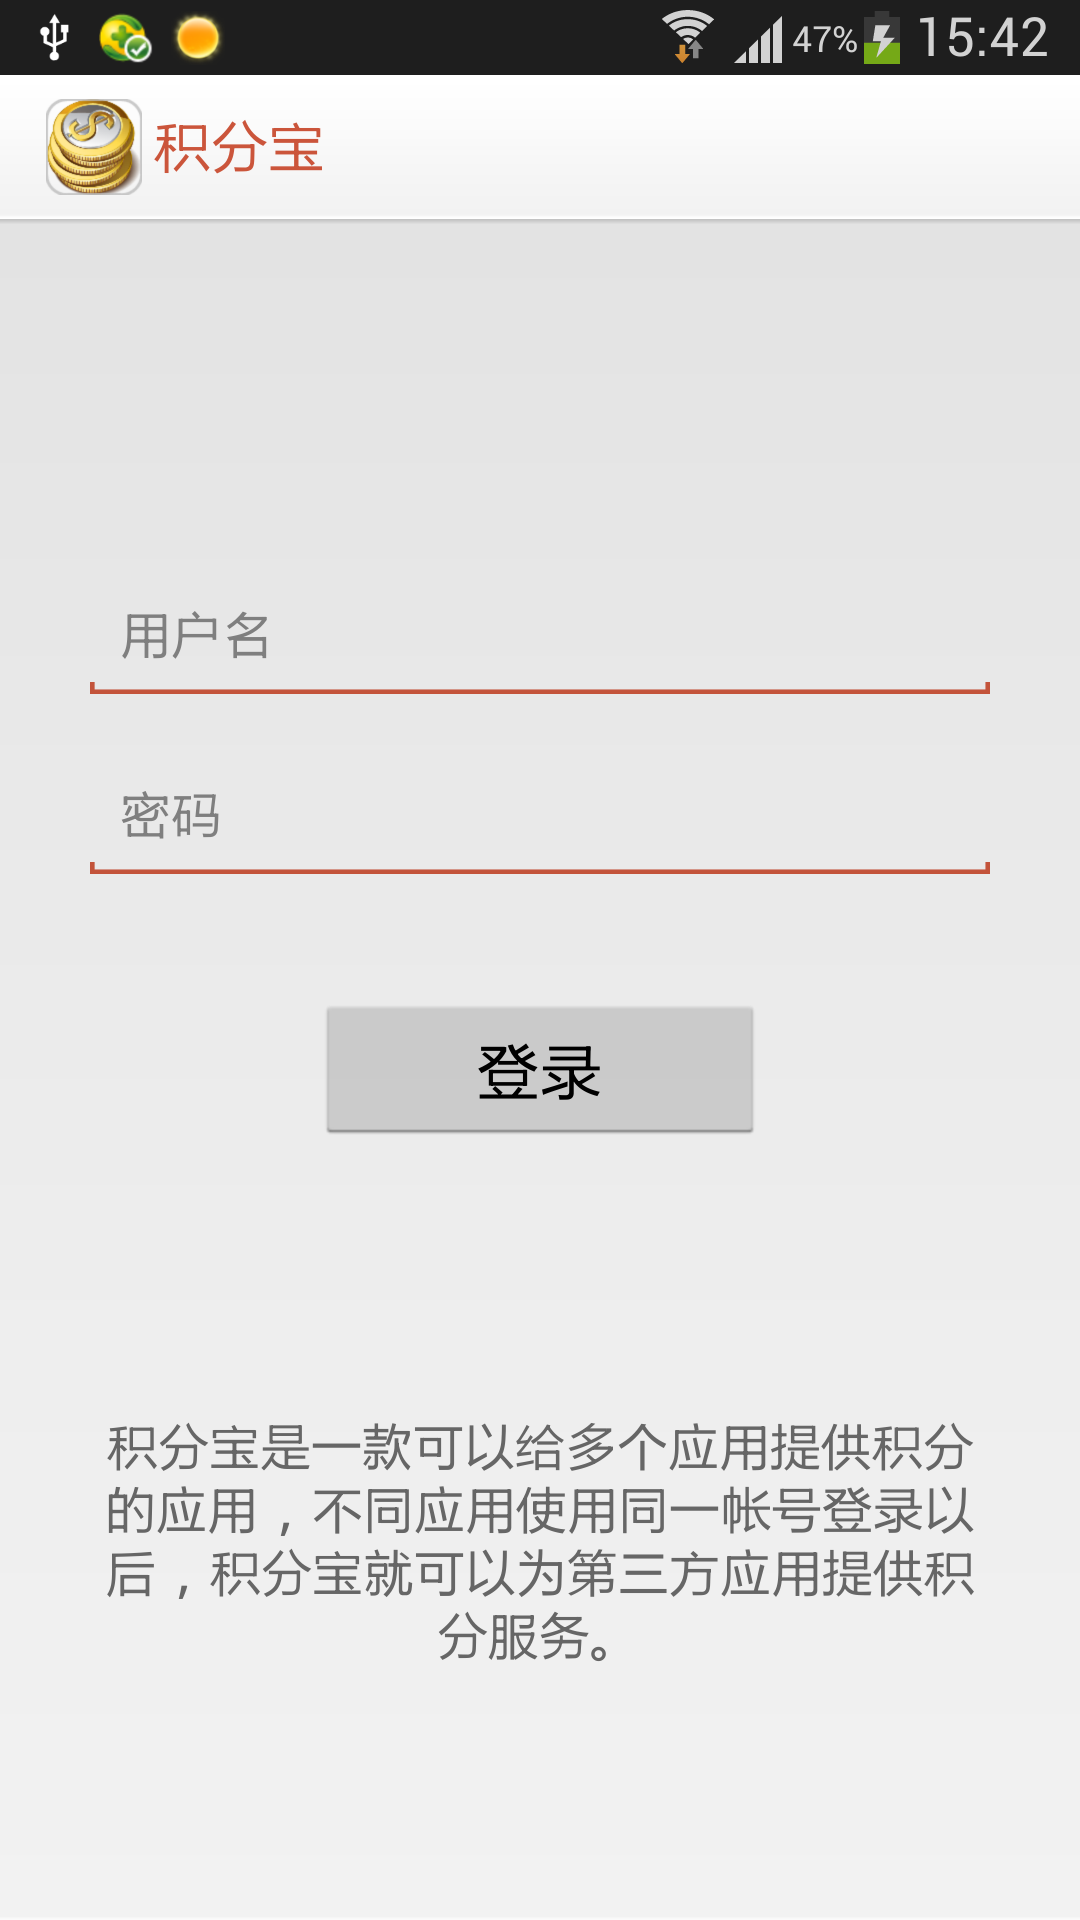 47% 15:42
积分宝
用户名
密码
登录
积分宝是一款可以给多个应用提供积分
的应用，不同应用使用同一帐号登录以
后，积分宝就可以为第三方应用提供积
分服务。